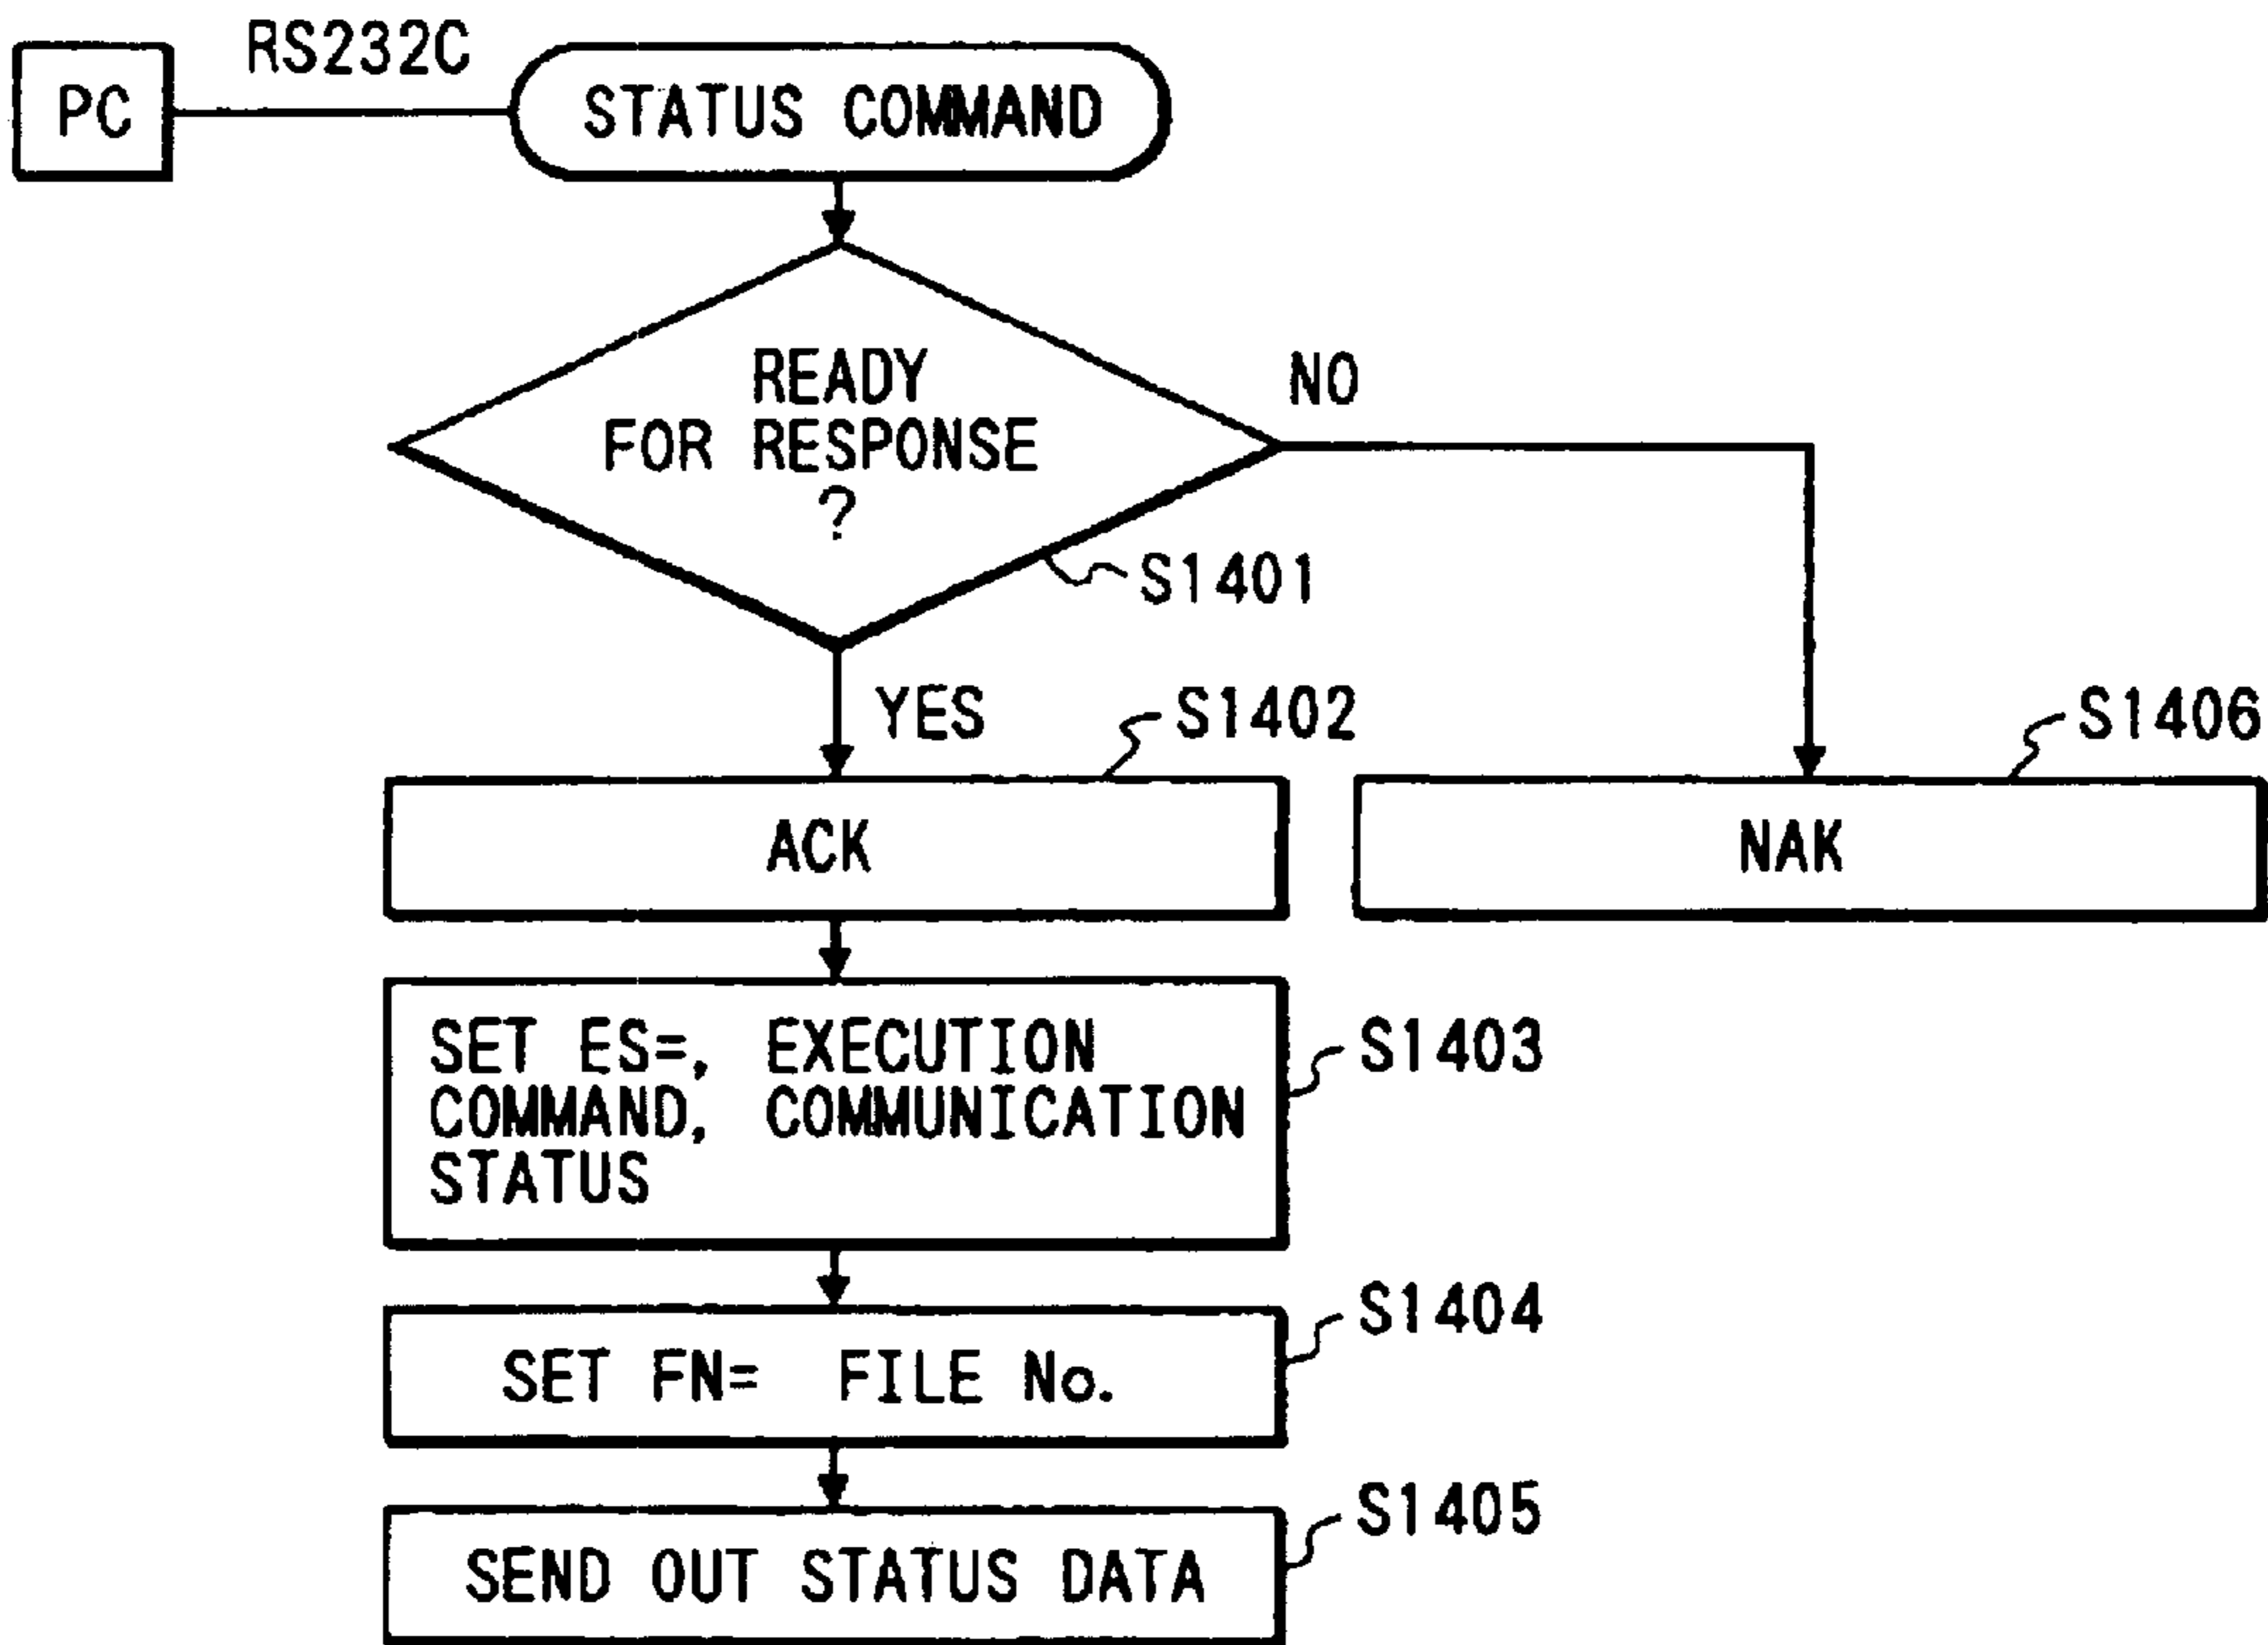 RS232C
PC
STATUS COMMAND
READY
FOR RESPONSE
?
NO
S1401
YES
S1402
S1406
ACK
NAK
SET ES=, EXECUTION
COMMAND, COMMUNICATION
STATUS
S1403
SET FN= FILE No.
S1404
SEND OUT STATUS DATA
S1405